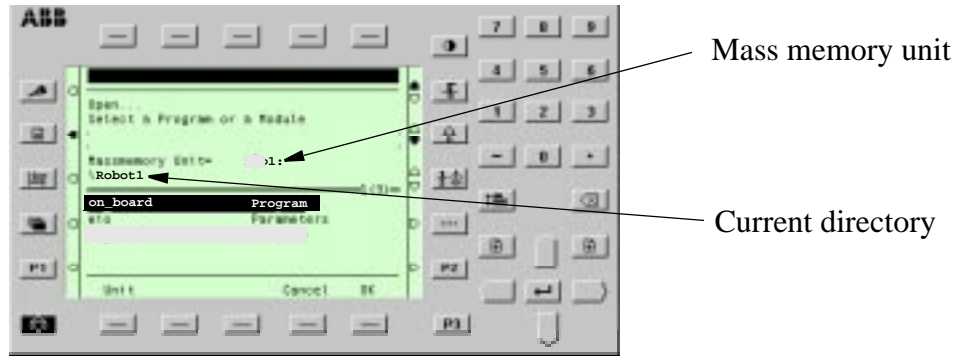 ABB
7 8 9
4 5 6
1 2 3
- 0 +
Open...
Select a Program or a Module
Massmemory Unit= 1:
\Robot1
on_board Program
Parameters
Unit Cancel OK
P1
P2
P3
Mass memory unit
Current directory